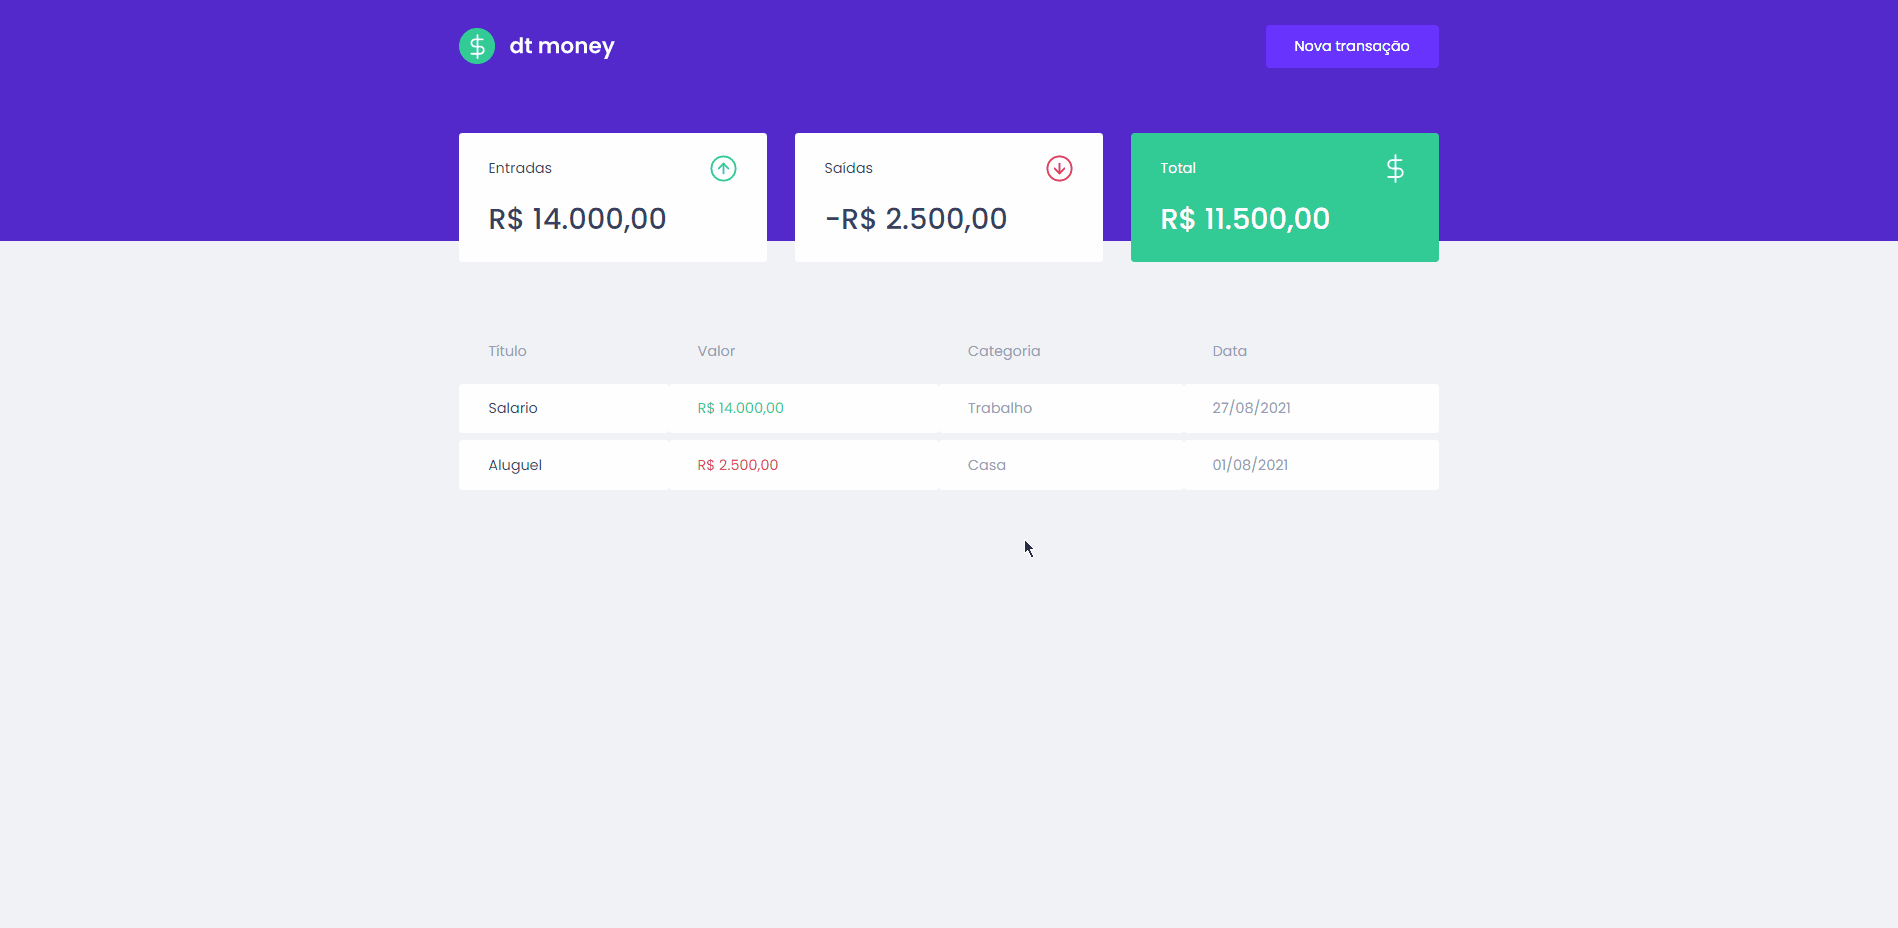 dt money
Nova transação
Entradas
R$ 14.000,00
Saídas
-R$ 2.500,00
Total
R$ 11.500,00
Título Valor Categoria Data
Salario R$ 14.000,00 Trabalho 27/08/2021
Aluguel R$ 2.500,00 Casa 01/08/2021